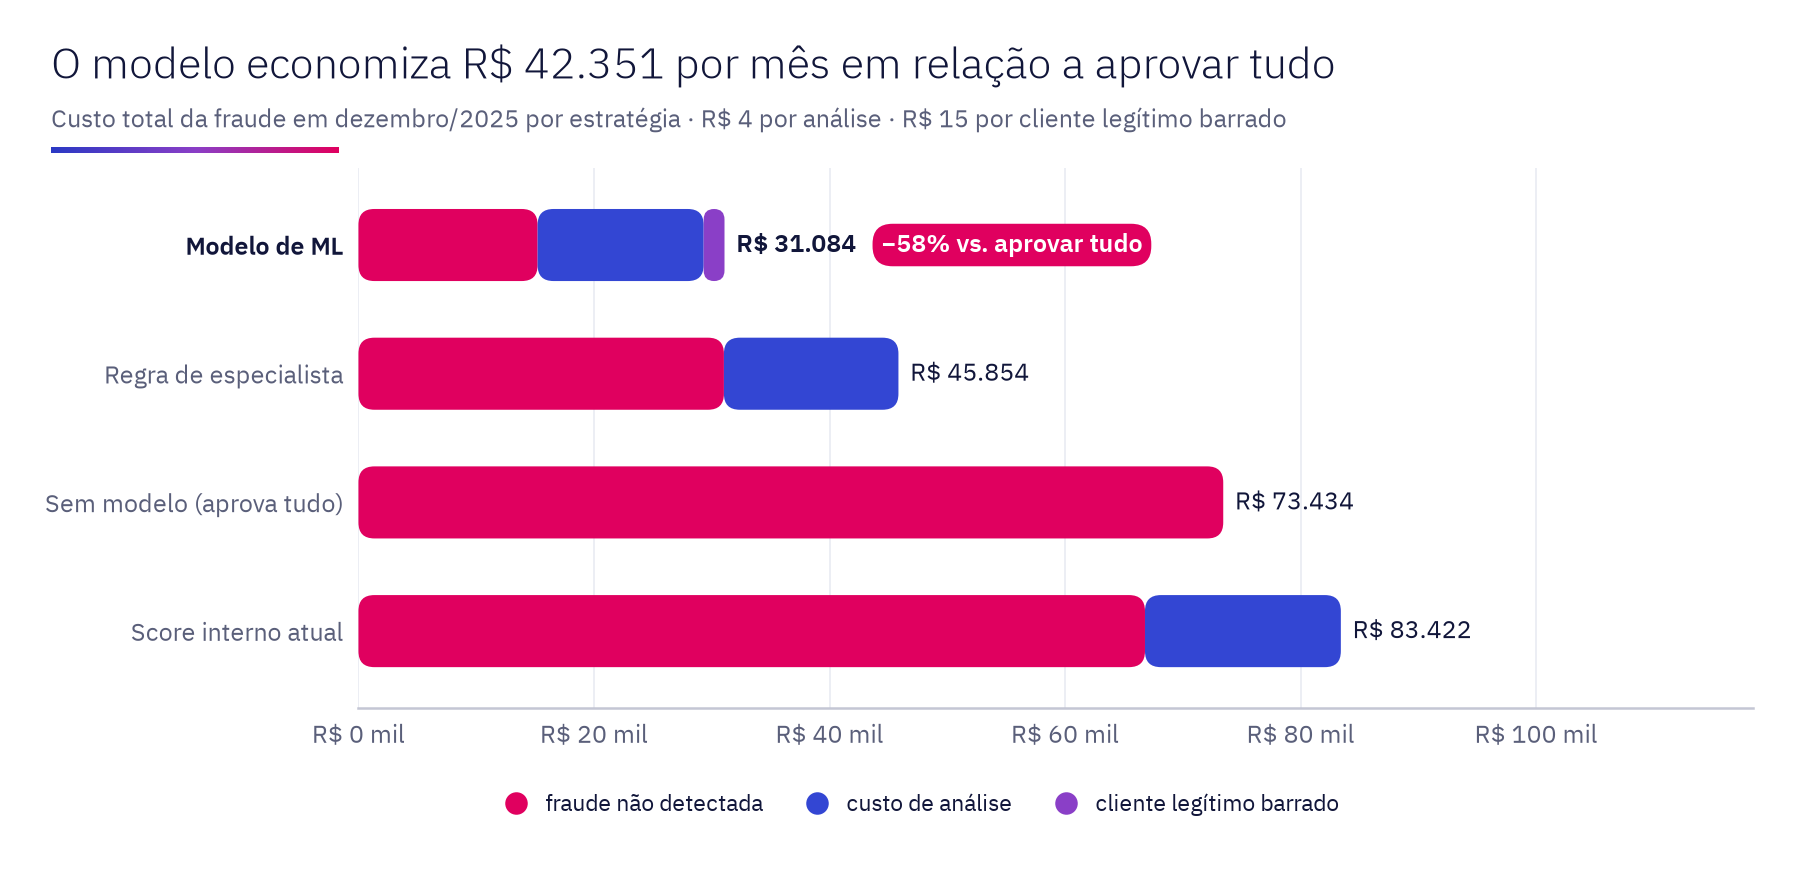 O modelo economiza R$ 42.351 por mês em relação a aprovar tudo
Custo total da fraude em dezembro/2025 por estratégia · R$ 4 por análise · R$ 15 por cliente legítimo barrado
Modelo de ML
R$ 31.084
−58% vs. aprovar tudo
Regra de especialista
R$ 45.854
Sem modelo (aprova tudo)
R$ 73.434
Score interno atual
R$ 83.422
R$ 0 mil
R$ 20 mil
R$ 40 mil
R$ 60 mil
R$ 80 mil
R$ 100 mil
fraude não detectada
custo de análise
cliente legítimo barrado